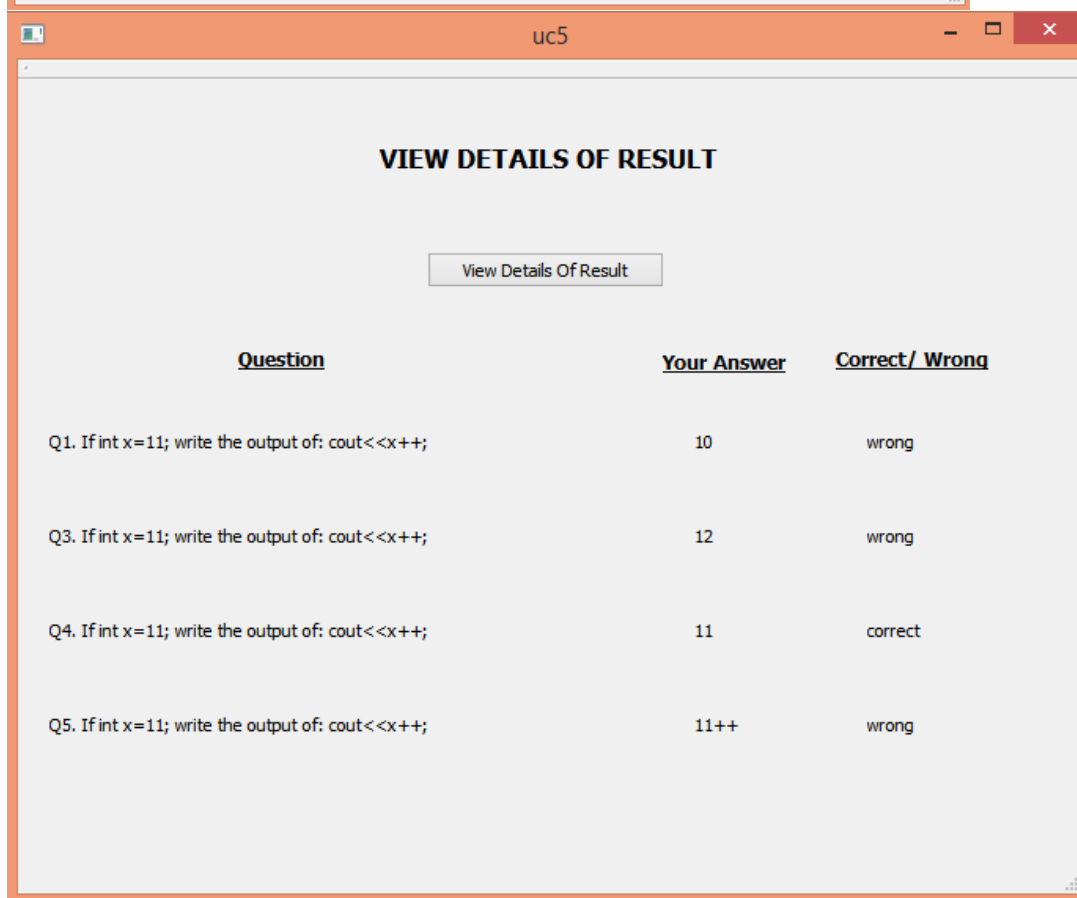 uc5
VIEW DETAILS OF RESULT
View Details Of Result
Question Your Answer Correct/ Wrong
Q1. If int x=11; write the output of: cout<<x++; 10 wrong
Q3. If int x=11; write the output of: cout<<x++; 12 wrong
Q4. If int x=11; write the output of: cout<<x++; 11 correct
Q5. If int x=11; write the output of: cout<<x++; 11++ wrong